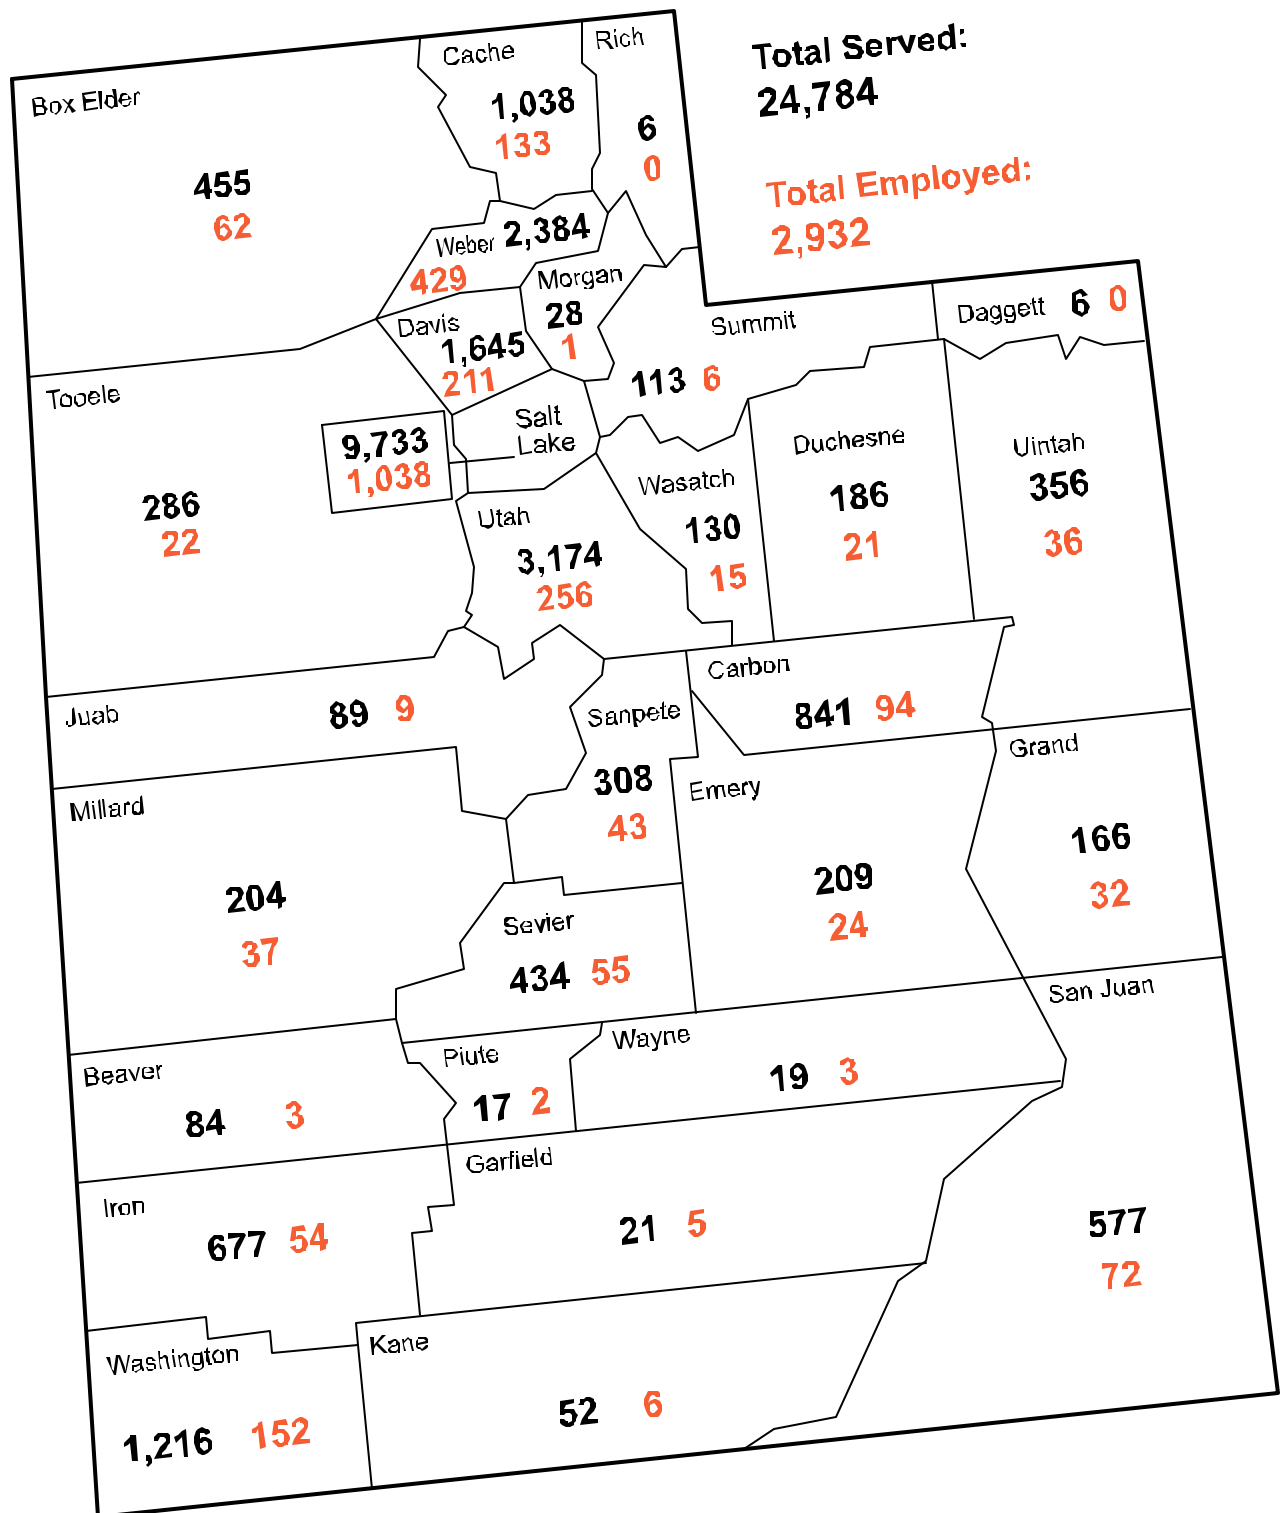 Total Served:
24,784
Total Employed:
2,932
Box Elder
455
62
Cache
1,038
133
Rich
6
0
Weber 2,384
429
Morgan
28
1
Davis
1,645
211
Summit
113 6
Daggett 6 0
Tooele
286
22
9,733
1,038
Salt
Lake
Utah
3,174
256
Wasatch
130
15
Duchesne
186
21
Uintah
356
36
Juab
89 9
Sanpete
308
43
Carbon
841 94
Millard
204
37
Emery
209
24
Grand
166
32
Sevier
434 55
Beaver
84 3
Piute
17 2
Wayne
19 3
San Juan
577
72
Iron
677 54
Garfield
21 5
Washington
1,216 152
Kane
52 6